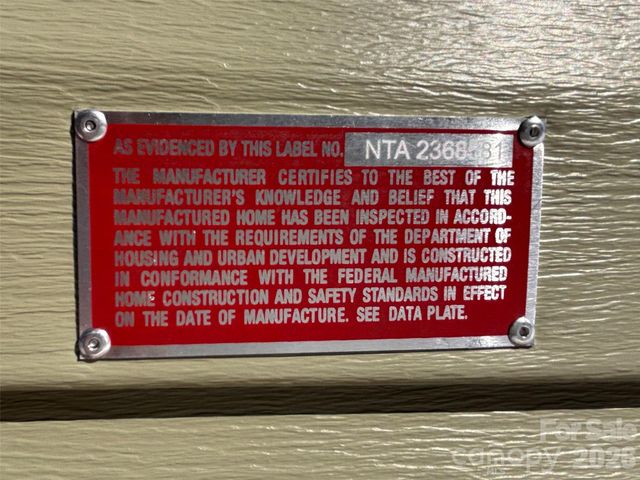 AS EVIDENCED BY THIS LABEL NO. NTA 2368581
THE MANUFACTURER CERTIFIES TO THE BEST OF THE
MANUFACTURER'S KNOWLEDGE AND BELIEF THAT THIS
MANUFACTURED HOME HAS BEEN INSPECTED IN ACCORD-
ANCE WITH THE REQUIREMENTS OF THE DEPARTMENT OF
HOUSING AND URBAN DEVELOPMENT AND IS CONSTRUCTED
IN CONFORMANCE WITH THE FEDERAL MANUFACTURED
HOME CONSTRUCTION AND SAFETY STANDARDS IN EFFECT
ON THE DATE OF MANUFACTURE. SEE DATA PLATE.
For Sale
canopy 2026